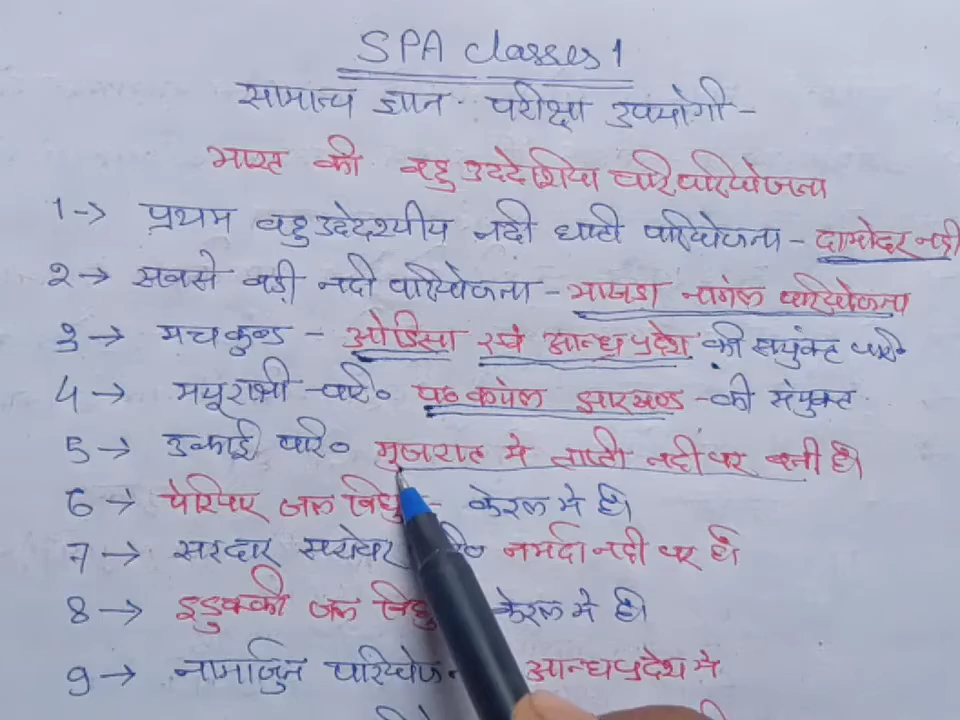 SPA Classes 1
सामान्य ज्ञान परीक्षा उपयोगी -
भारत की बहु उददेशिय परियोजना
1-> प्रथम बहु उद्देश्यीय नदी घाटी परियोजना - दामोदर नदी
2 -> सबसे बड़ी नदी परियोजना - भाखडा नांगल परियोजना
3 -> मचकुण्ड - ओडिसा एवं आन्ध्र प्रदेश की सयुंक्त परि०
4 -> मयूराक्षी परि० प० बंगाल झारखण्ड - की संयुक्त
5 -> उकाई परि० गुजरात मे ताप्ती नदी पर बनी है।
6 -> पेरियार जल विधु - केरल मे है।
7 -> सरदार सरोवर नर्मदा नदी पर है।
8 -> इडुक्की जल विधु केरल मे है।
9 -> नागार्जुन परियोज आन्ध्रप्रदेश मे